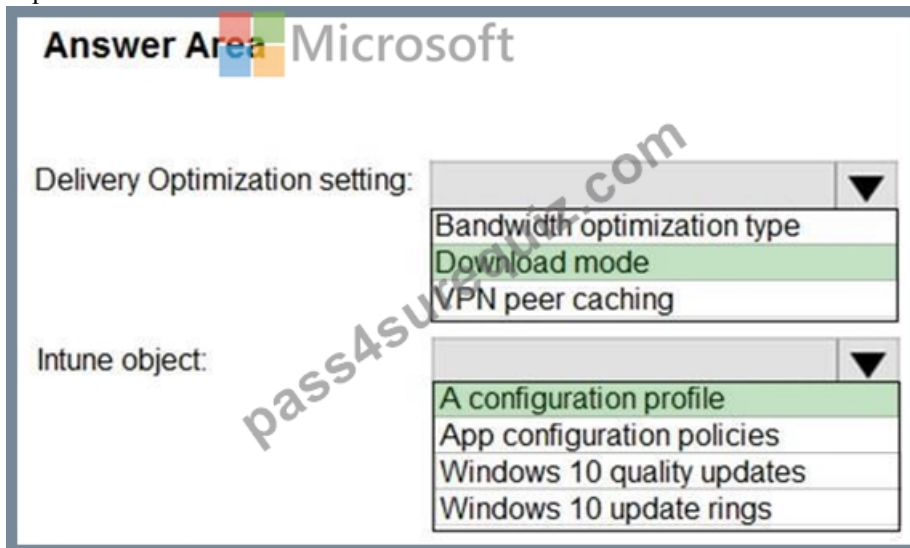 Answer Area
Microsoft
Delivery Optimization setting:
Bandwidth optimization type
Download mode
VPN peer caching
Intune object:
A configuration profile
App configuration policies
Windows 10 quality updates
Windows 10 update rings
pass4surequiz.com